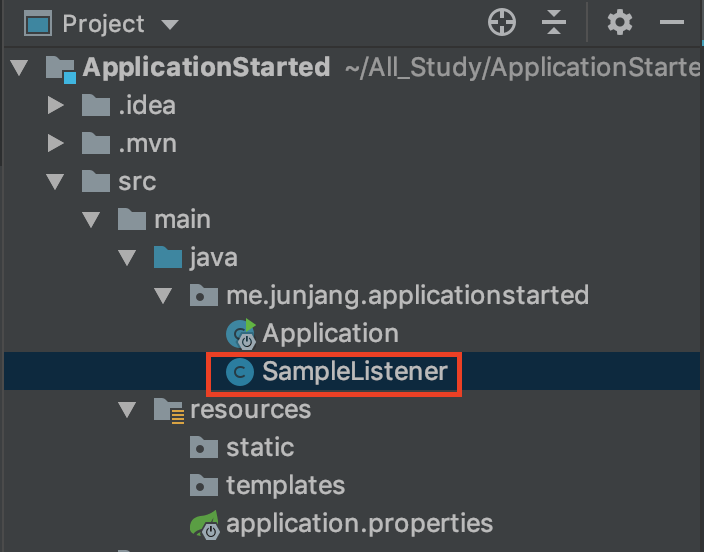 Project
ApplicationStarted ~/All_Study/ApplicationStarte
.idea
.mvn
src
main
java
me.junjang.applicationstarted
Application
SampleListener
resources
static
templates
application.properties